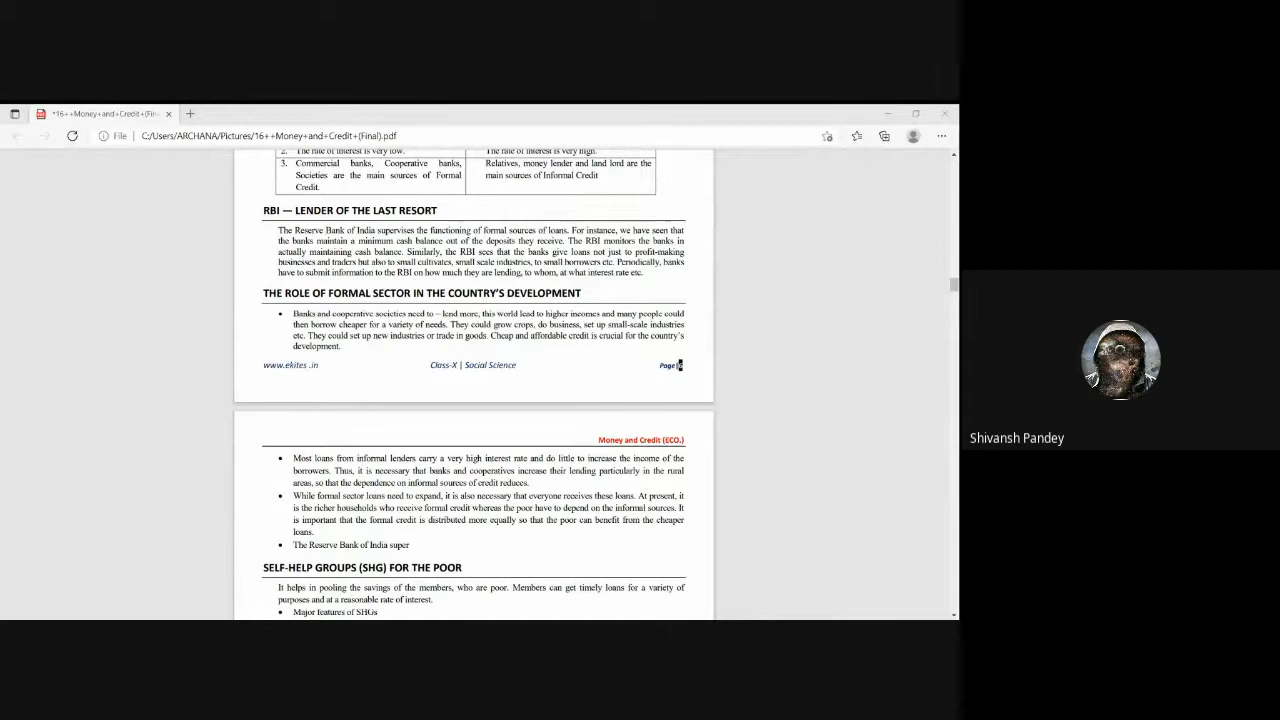 *16++Money+and+Credit+(Fin
File
C:/Users/ARCHANA/Pictures/16++Money+and+Credit+(Final).pdf
2. The rate of interest is very low.
The rate of interest is very high.
3. Commercial banks, Cooperative banks,
Societies are the main sources of Formal
Credit.
Relatives, money lender and land lord are the
main sources of Informal Credit
RBI — LENDER OF THE LAST RESORT
The Reserve Bank of India supervises the functioning of formal sources of loans. For instance, we have seen that
the banks maintain a minimum cash balance out of the deposits they receive. The RBI monitors the banks in
actually maintaining cash balance. Similarly, the RBI sees that the banks give loans not just to profit-making
businesses and traders but also to small cultivates, small scale industries, to small borrowers etc. Periodically, banks
have to submit information to the RBI on how much they are lending, to whom, at what interest rate etc.
THE ROLE OF FORMAL SECTOR IN THE COUNTRY'S DEVELOPMENT
• Banks and cooperative societies need to – lend more, this world lead to higher incomes and many people could
then borrow cheaper for a variety of needs. They could grow crops, do business, set up small-scale industries
etc. They could set up new industries or trade in goods. Cheap and affordable credit is crucial for the country's
development.
www.ekites .in
Class-X | Social Science
Page|
Money and Credit (ECO.)
• Most loans from informal lenders carry a very high interest rate and do little to increase the income of the
borrowers. Thus, it is necessary that banks and cooperatives increase their lending particularly in the rural
areas, so that the dependence on informal sources of credit reduces.
• While formal sector loans need to expand, it is also necessary that everyone receives these loans. At present, it
is the richer households who receive formal credit whereas the poor have to depend on the informal sources. It
is important that the formal credit is distributed more equally so that the poor can benefit from the cheaper
loans.
• The Reserve Bank of India super
SELF-HELP GROUPS (SHG) FOR THE POOR
It helps in pooling the savings of the members, who are poor. Members can get timely loans for a variety of
purposes and at a reasonable rate of interest.
• Major features of SHGs
Shivansh Pandey